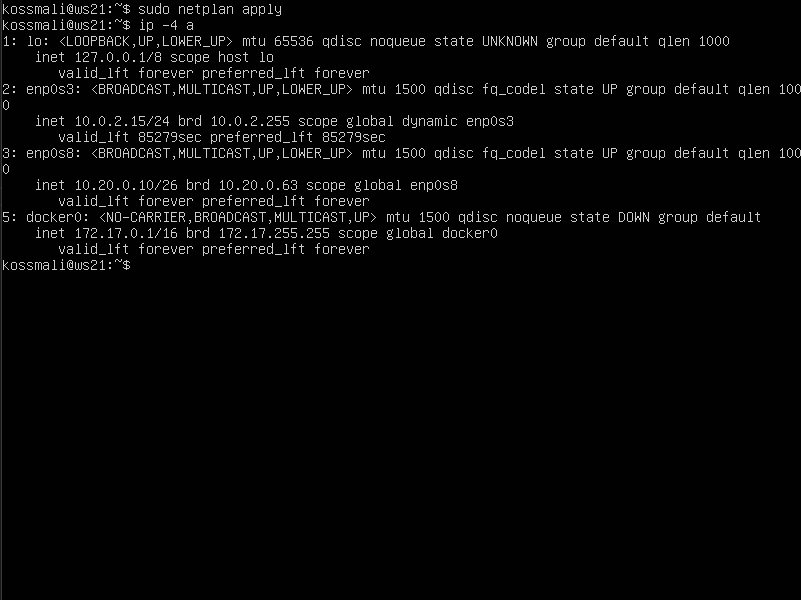 kossmali@ws21:~$ sudo netplan apply
kossmali@ws21:~$ ip -4 a
1: lo: <LOOPBACK,UP,LOWER_UP> mtu 65536 qdisc noqueue state UNKNOWN group default qlen 1000
    inet 127.0.0.1/8 scope host lo
       valid_lft forever preferred_lft forever
2: enp0s3: <BROADCAST,MULTICAST,UP,LOWER_UP> mtu 1500 qdisc fq_codel state UP group default qlen 100
0
    inet 10.0.2.15/24 brd 10.0.2.255 scope global dynamic enp0s3
       valid_lft 85279sec preferred_lft 85279sec
3: enp0s8: <BROADCAST,MULTICAST,UP,LOWER_UP> mtu 1500 qdisc fq_codel state UP group default qlen 100
0
    inet 10.20.0.10/26 brd 10.20.0.63 scope global enp0s8
       valid_lft forever preferred_lft forever
5: docker0: <NO-CARRIER,BROADCAST,MULTICAST,UP> mtu 1500 qdisc noqueue state DOWN group default
    inet 172.17.0.1/16 brd 172.17.255.255 scope global docker0
       valid_lft forever preferred_lft forever
kossmali@ws21:~$